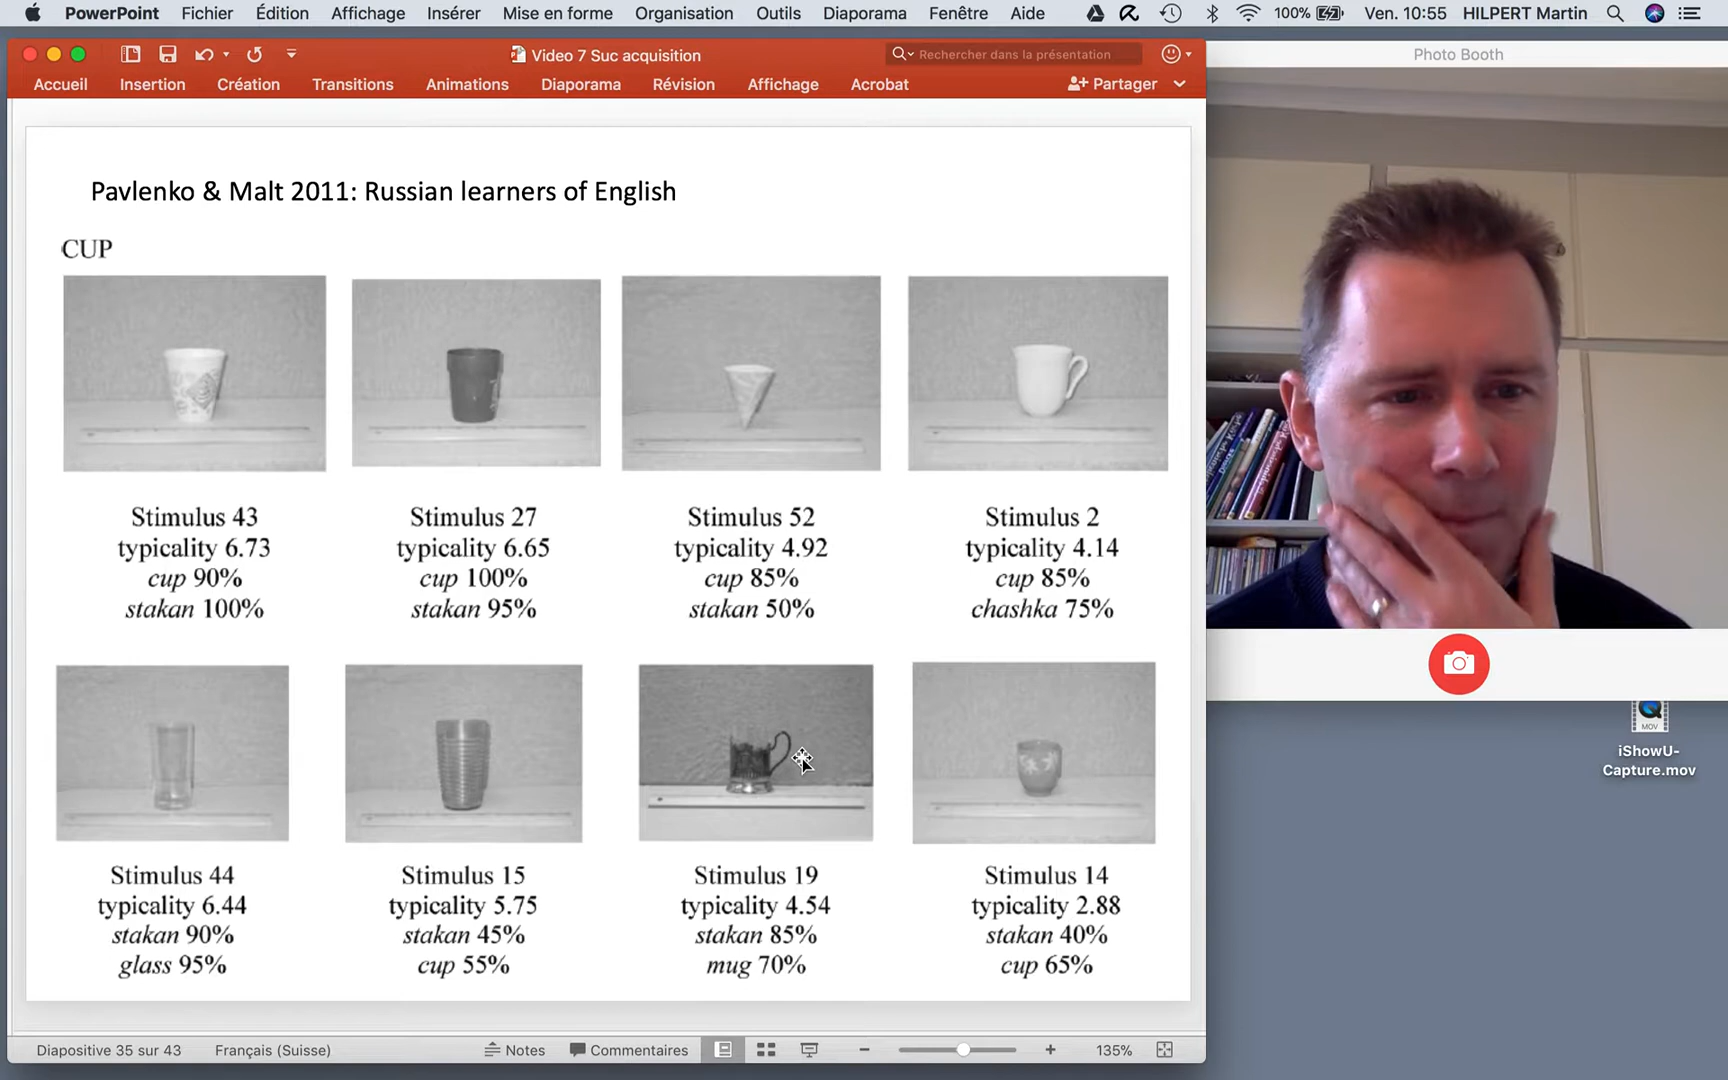 PowerPoint Fichier Édition Affichage Insérer Mise en forme Organisation Outils Diaporama Fenêtre Aide 100% Ven. 10:55 HILPERT Martin
Video 7 Suc acquisition
Rechercher dans la présentation
Photo Booth
Accueil Insertion Création Transitions Animations Diaporama Révision Affichage Acrobat Partager
Pavlenko & Malt 2011: Russian learners of English
CUP
Stimulus 43 Stimulus 27 Stimulus 52 Stimulus 2
typicality 6.73 typicality 6.65 typicality 4.92 typicality 4.14
cup 90% cup 100% cup 85% cup 85%
stakan 100% stakan 95% stakan 50% chashka 75%
MOV
iShowU-
Capture.mov
Stimulus 44 Stimulus 15 Stimulus 19 Stimulus 14
typicality 6.44 typicality 5.75 typicality 4.54 typicality 2.88
stakan 90% stakan 45% stakan 85% stakan 40%
glass 95% cup 55% mug 70% cup 65%
Diapositive 35 sur 43 Français (Suisse) Notes Commentaires 135%